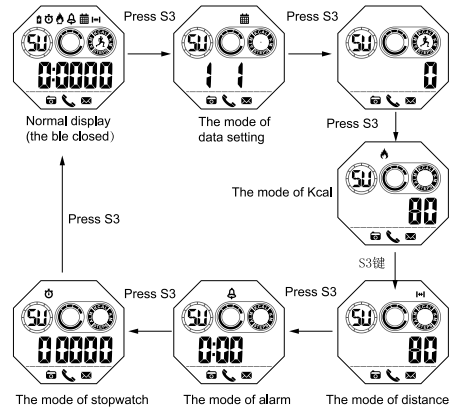 Press S3
Press S3
SU
SU
SU
0:0000
1 1
0
Normal display
(the ble closed)
The mode of
data setting
Press S3
The mode of Kcal
SU
80
Press S3
S3键
Press S3
Press S3
SU
SU
SU
00000
0:00
80
The mode of stopwatch
The mode of alarm
The mode of distance